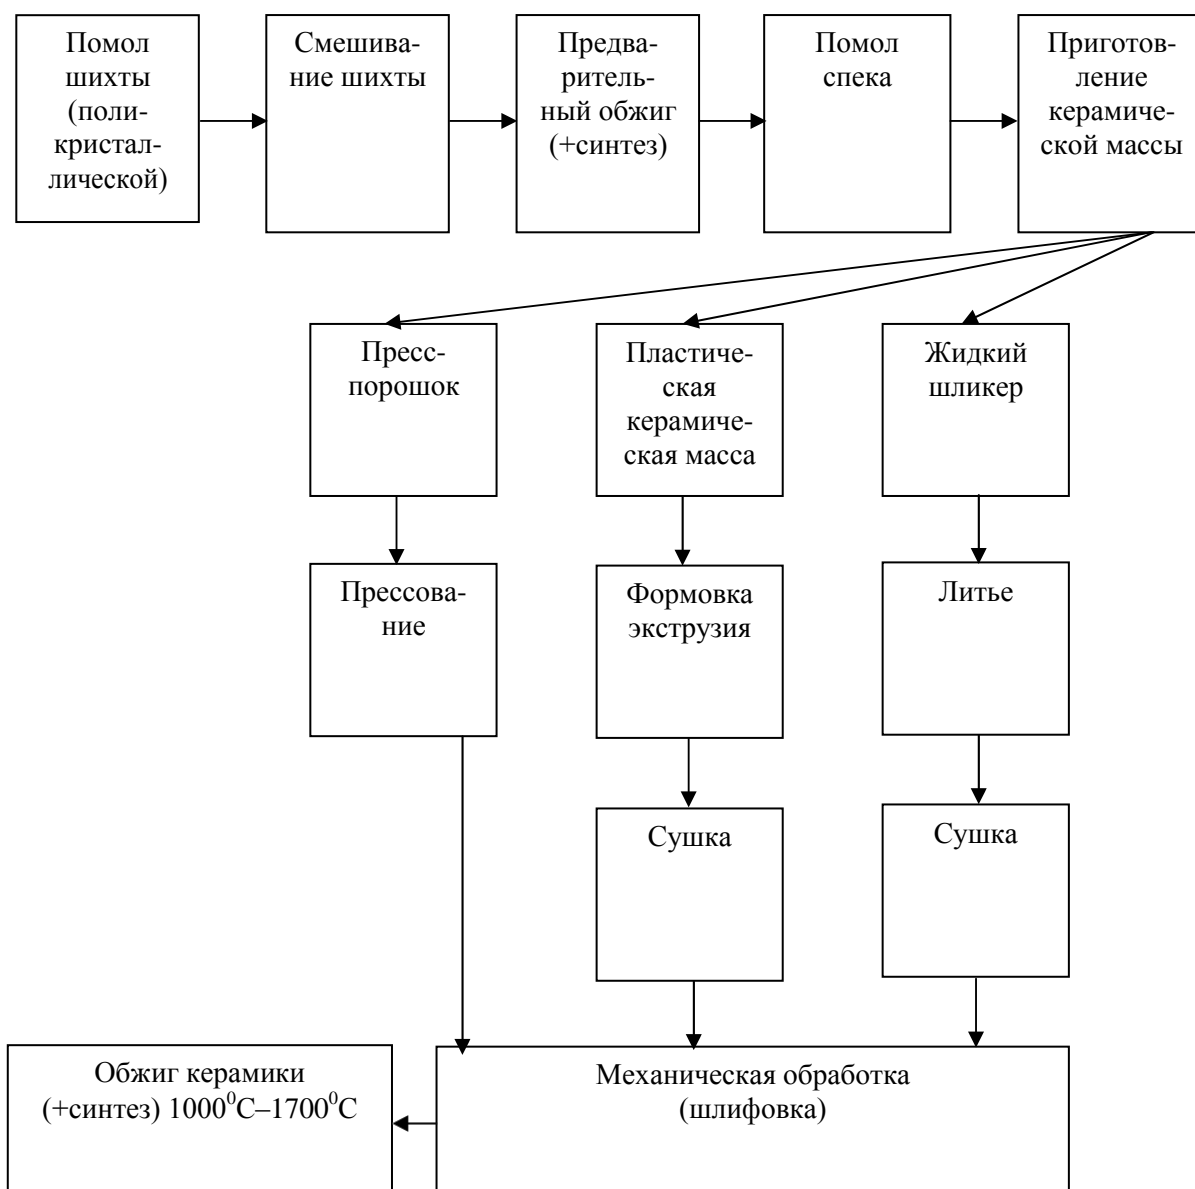 Помол
шихты
(поли-
кристал-
лической)
Смешива-
ние шихты
Предва-
ритель-
ный обжиг
(+синтез)
Помол
спека
Приготов-
ление
керамиче-
ской массы
Пресс-
порошок
Пластиче-
ская
керамиче-
ская масса
Жидкий
шликер
Прессова-
ние
Формовка
экструзия
Литье
Сушка
Сушка
Обжиг керамики
(+синтез) 1000⁰С–1700⁰С
Механическая обработка
(шлифовка)